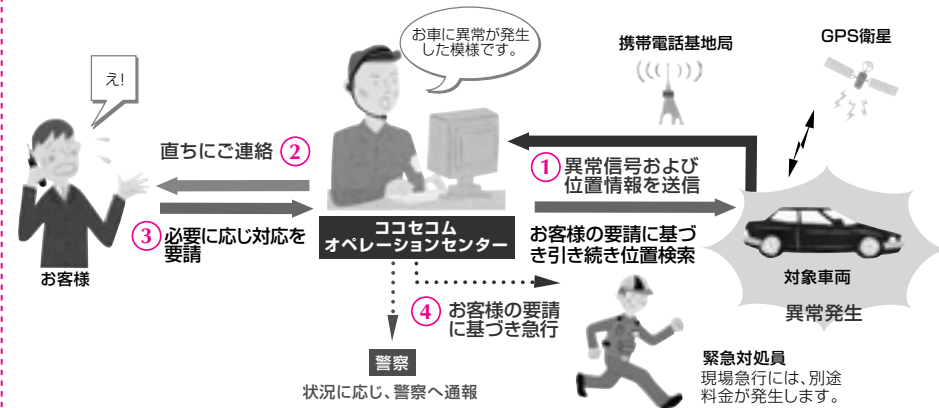 お車に異常が発生
した模様です。
え!
携帯電話基地局
GPS衛星
直ちにご連絡 ②
① 異常信号および
位置情報を送信
③ 必要に応じ対応を
要請
ココセコム
オペレーションセンター
お客様の要請に基づ
き引き続き位置検索
お客様
対象車両
異常発生
④ お客様の要請
に基づき急行
警察
状況に応じ、警察へ通報
緊急対処員
現場急行には、別途
料金が発生します。